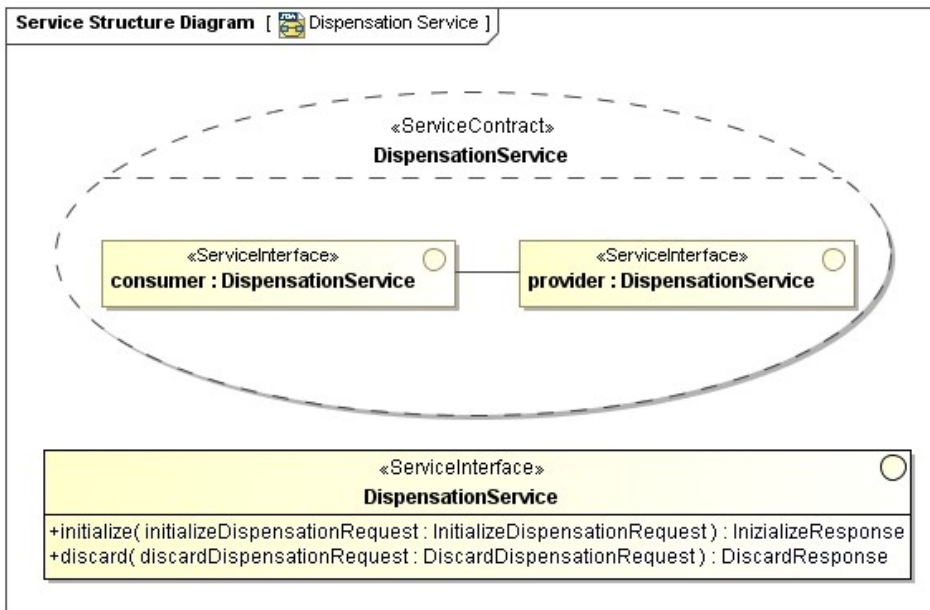 Service Structure Diagram [ Dispensation Service ]
«ServiceContract»
DispensationService
«ServiceInterface»
consumer : DispensationService
«ServiceInterface»
provider : DispensationService
«ServiceInterface»
DispensationService
+initialize( initializeDispensationRequest : InitializeDispensationRequest ) : InizializeResponse
+discard( discardDispensationRequest : DiscardDispensationRequest ) : DiscardResponse